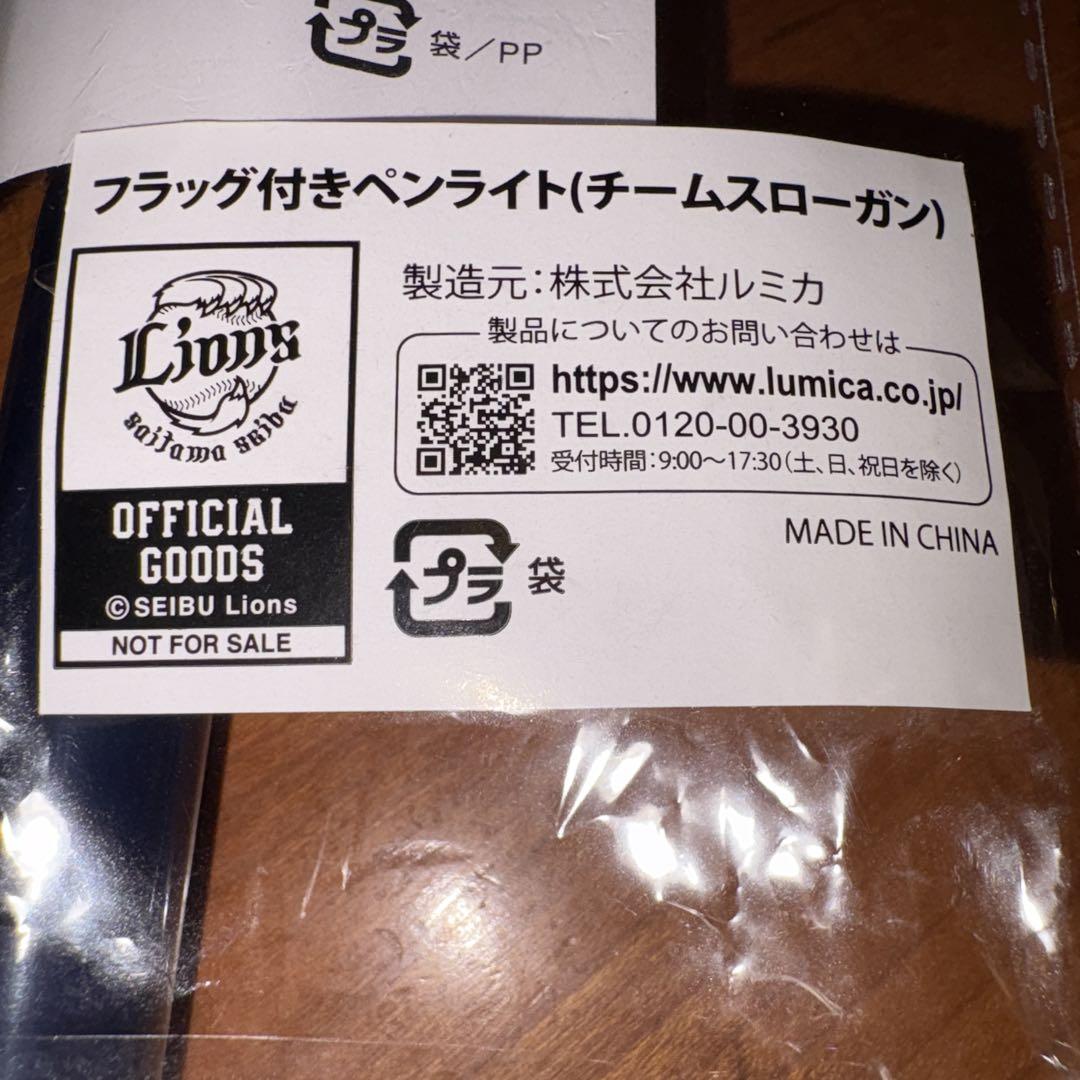 プラ 袋/PP
フラッグ付きペンライト(チームスローガン)
Lions
saitama seibu
OFFICIAL
GOODS
©SEIBU Lions
NOT FOR SALE
製造元:株式会社ルミカ
製品についてのお問い合わせは
https://www.lumica.co.jp/
TEL.0120-00-3930
受付時間:9:00〜17:30(土、日、祝日を除く)
プラ 袋
MADE IN CHINA